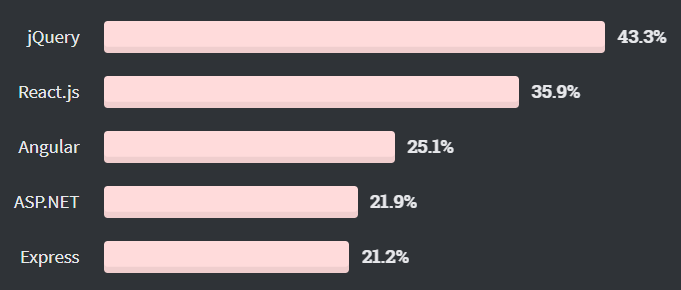 jQuery 43.3%
React.js 35.9%
Angular 25.1%
ASP.NET 21.9%
Express 21.2%